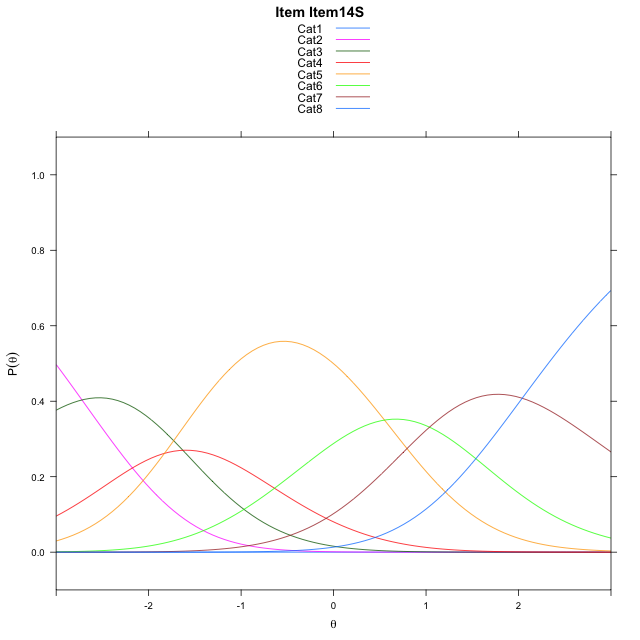 Item Item14S
Cat1
Cat2
Cat3
Cat4
Cat5
Cat6
Cat7
Cat8
1.0
0.8
0.6
0.4
0.2
0.0
P(θ)
-2 -1 0 1 2
θ